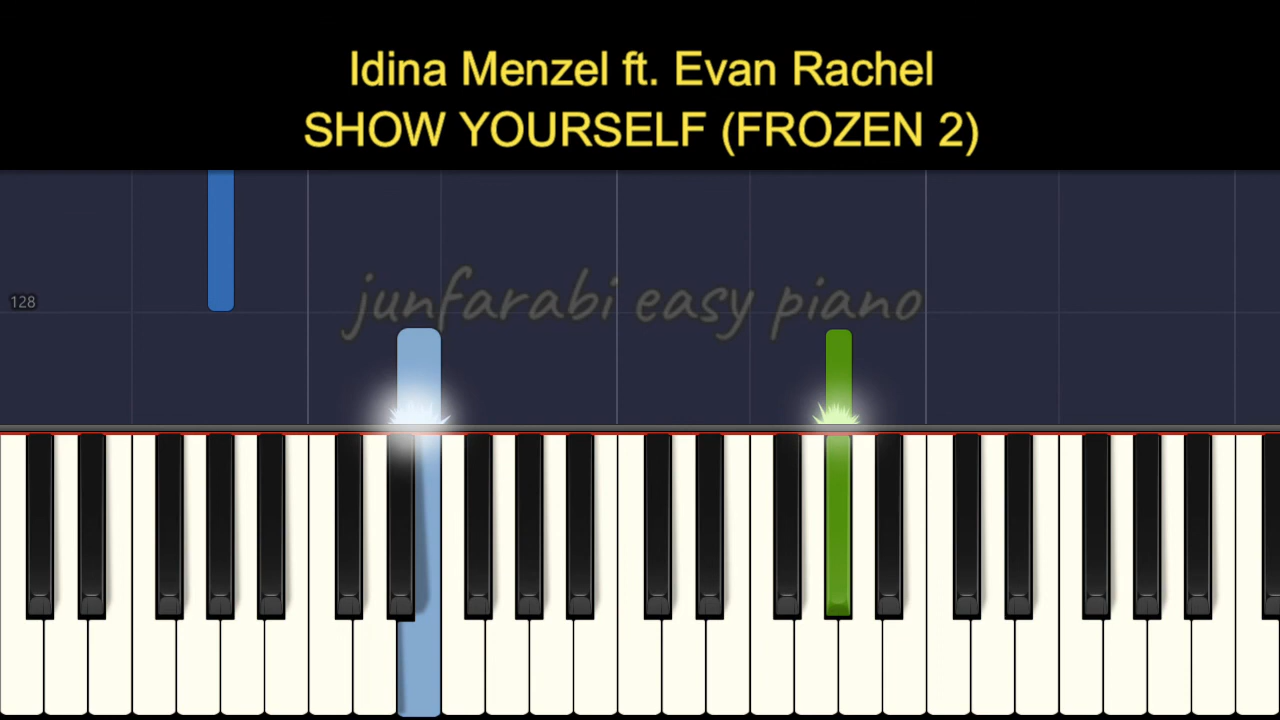 Idina Menzel ft. Evan Rachel
SHOW YOURSELF (FROZEN 2)
junfarabi easy piano
128